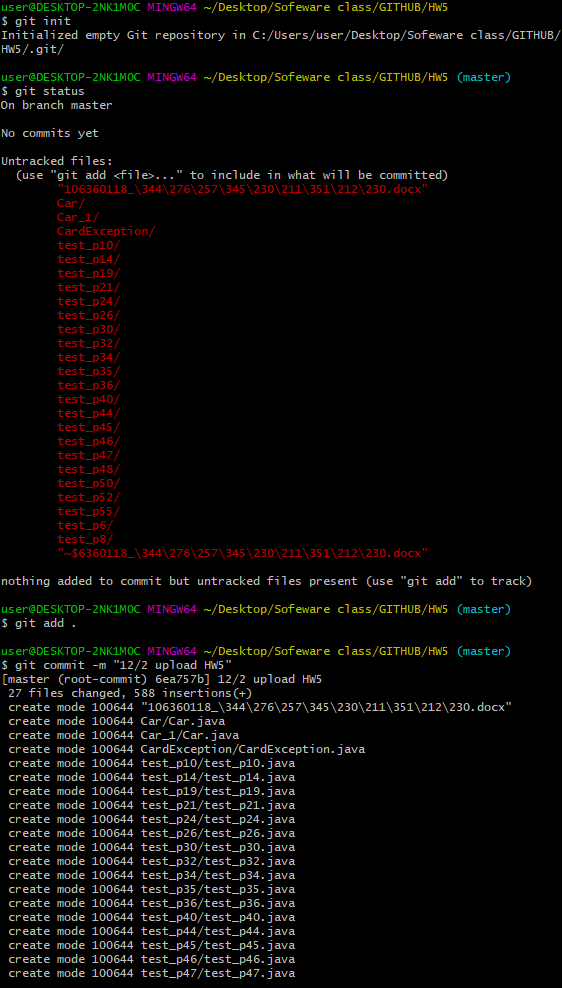 user@DESKTOP-2NK1MOC MINGW64 ~/Desktop/Sofeware class/GITHUB/HW5
$ git init
Initialized empty Git repository in C:/Users/user/Desktop/Sofeware class/GITHUB/
HW5/.git/
user@DESKTOP-2NK1MOC MINGW64 ~/Desktop/Sofeware class/GITHUB/HW5 (master)
$ git status
On branch master
No commits yet
Untracked files:
(use "git add <file>..." to include in what will be committed)
"106360118_\344\276\257\345\230\211\351\212\230.docx"
Car/
Car_1/
CardException/
test_p10/
test_p14/
test_p19/
test_p21/
test_p24/
test_p26/
test_p30/
test_p32/
test_p34/
test_p35/
test_p36/
test_p40/
test_p44/
test_p45/
test_p46/
test_p47/
test_p48/
test_p50/
test_p52/
test_p55/
test_p6/
test_p8/
"~$6360118_\344\276\257\345\230\211\351\212\230.docx"
nothing added to commit but untracked files present (use "git add" to track)
user@DESKTOP-2NK1MOC MINGW64 ~/Desktop/Sofeware class/GITHUB/HW5 (master)
$ git add .
user@DESKTOP-2NK1MOC MINGW64 ~/Desktop/Sofeware class/GITHUB/HW5 (master)
$ git commit -m "12/2 upload HW5"
[master (root-commit) 6ea757b] 12/2 upload HW5
27 files changed, 588 insertions(+)
create mode 100644 "106360118_\344\276\257\345\230\211\351\212\230.docx"
create mode 100644 Car/Car.java
create mode 100644 Car_1/Car.java
create mode 100644 CardException/CardException.java
create mode 100644 test_p10/test_p10.java
create mode 100644 test_p14/test_p14.java
create mode 100644 test_p19/test_p19.java
create mode 100644 test_p21/test_p21.java
create mode 100644 test_p24/test_p24.java
create mode 100644 test_p26/test_p26.java
create mode 100644 test_p30/test_p30.java
create mode 100644 test_p32/test_p32.java
create mode 100644 test_p34/test_p34.java
create mode 100644 test_p35/test_p35.java
create mode 100644 test_p36/test_p36.java
create mode 100644 test_p40/test_p40.java
create mode 100644 test_p44/test_p44.java
create mode 100644 test_p45/test_p45.java
create mode 100644 test_p46/test_p46.java
create mode 100644 test_p47/test_p47.java